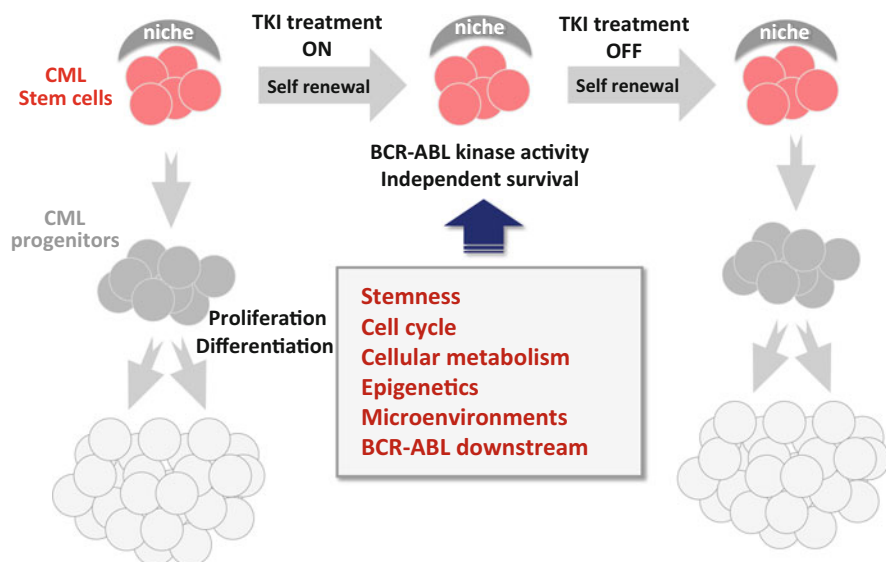 niche
TKI treatment
ON
niche
TKI treatment
OFF
niche
CML
Stem cells
Self renewal
Self renewal
BCR-ABL kinase activity
Independent survival
CML
progenitors
Proliferation
Differentiation
Stemness
Cell cycle
Cellular metabolism
Epigenetics
Microenvironments
BCR-ABL downstream